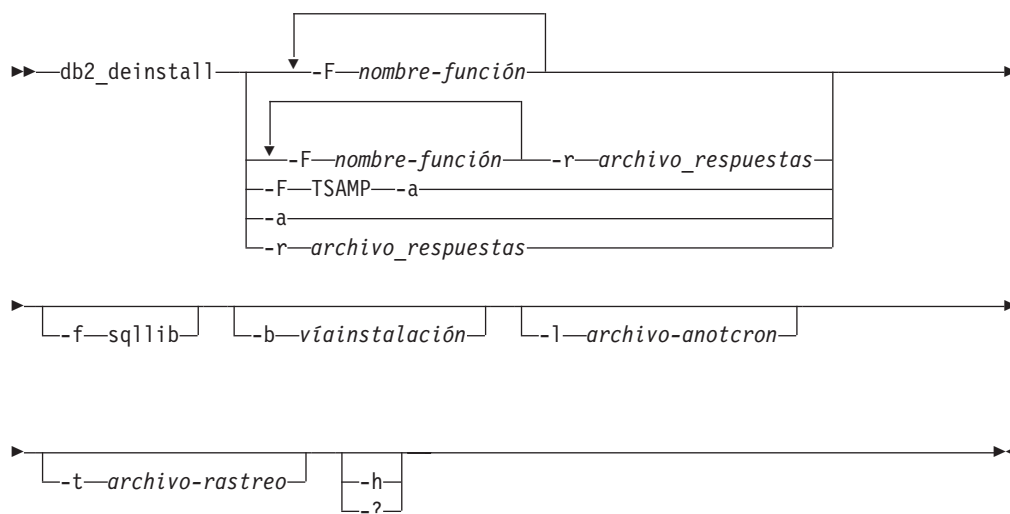 db2_deinstall -F nombre-función
-F nombre-función -r archivo_respuestas
-F TSAMP -a
-a
-r archivo_respuestas
-f sqllib -b víainstalación -l archivo-anotcron
-t archivo-rastreo -h
-?